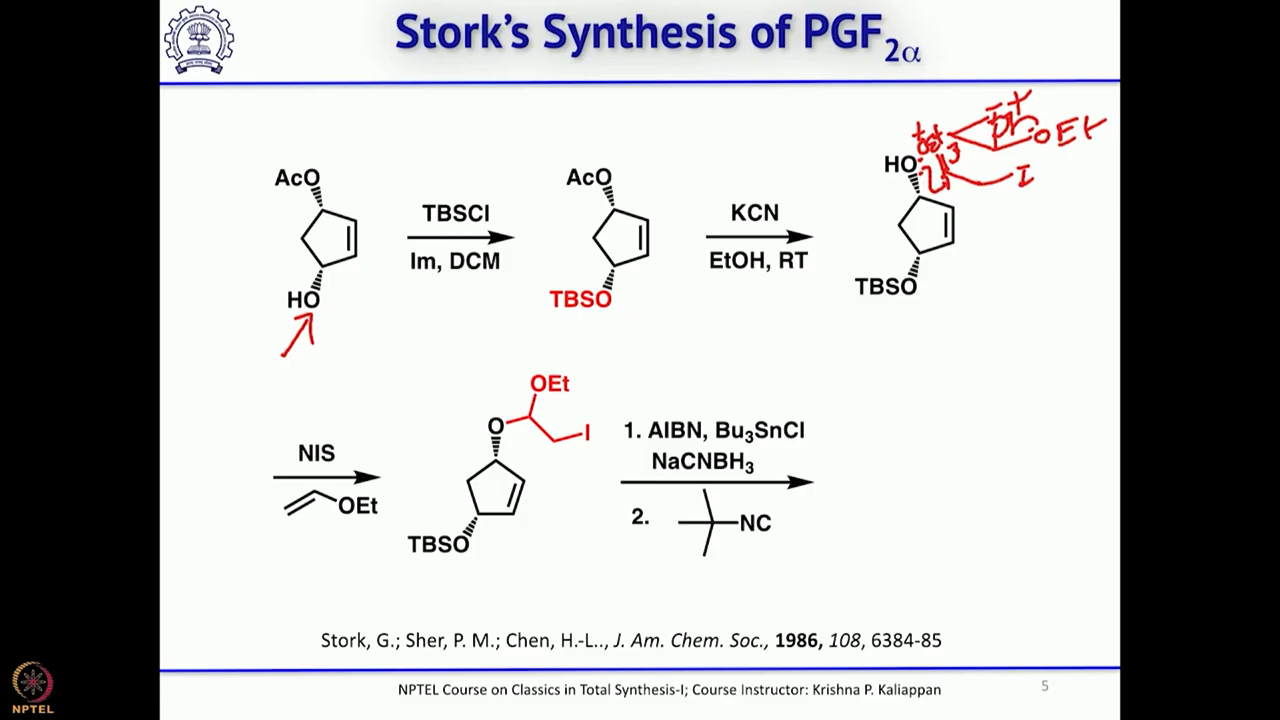 Stork's Synthesis of PGF2α
AcO
HO
TBSCl
Im, DCM
AcO
TBSO
KCN
EtOH, RT
HO
TBSO
OEt
I
NIS
OEt
OEt
O
I
TBSO
1. AIBN, Bu3SnCl
NaCNBH3
2.
NC
Stork, G.; Sher, P. M.; Chen, H.-L.., J. Am. Chem. Soc., 1986, 108, 6384-85
NPTEL
NPTEL Course on Classics in Total Synthesis-I; Course Instructor: Krishna P. Kaliappan
5